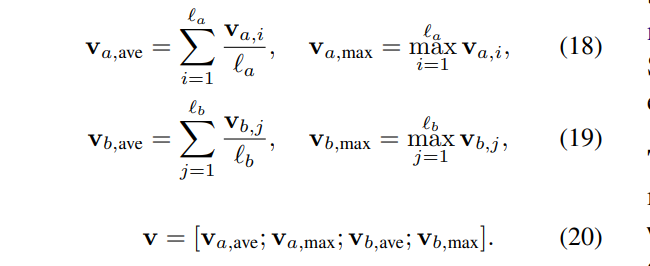 v_{a,ave} = \sum_{i=1}^{\ell_a} \frac{v_{a,i}}{\ell_a}, v_{a,max} = \max_{i=1}^{\ell_a} v_{a,i}, (18)
v_{b,ave} = \sum_{j=1}^{\ell_b} \frac{v_{b,j}}{\ell_b}, v_{b,max} = \max_{j=1}^{\ell_b} v_{b,j}, (19)
v = [v_{a,ave}; v_{a,max}; v_{b,ave}; v_{b,max}]. (20)